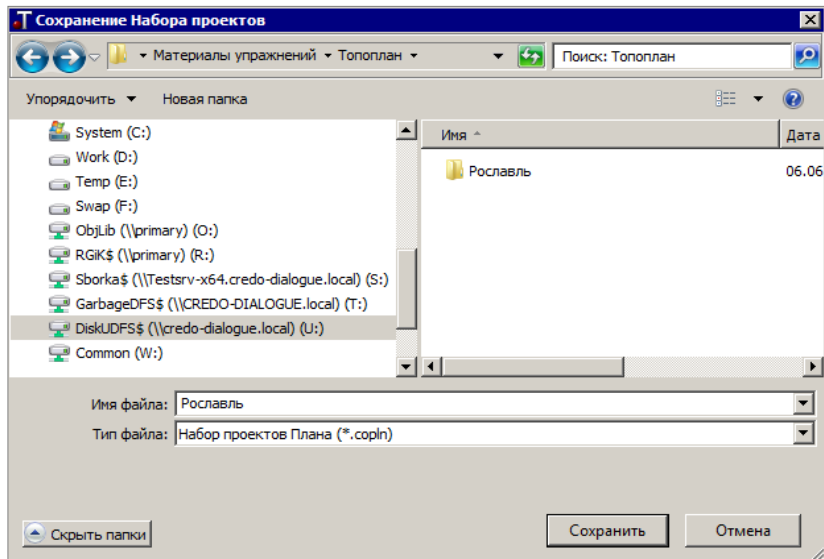 Сохранение Набора проектов
Материалы упражнений Топоплан Поиск: Топоплан
Упорядочить Новая папка
System (C:)
Work (D:)
Temp (E:)
Swap (F:)
ObjLib (\\primary) (O:)
RGiK$ (\\primary) (R:)
Sborka$ (\\Testsrv-x64.credo-dialogue.local) (S:)
GarbageDFS$ (\\CREDO-DIALOGUE.local) (T:)
DiskUDFS$ (\\credo-dialogue.local) (U:)
Common (W:)
Имя Дата
Рославль 06.06
Имя файла: Рославль
Тип файла: Набор проектов Плана (*.copln)
Скрыть папки Сохранить Отмена